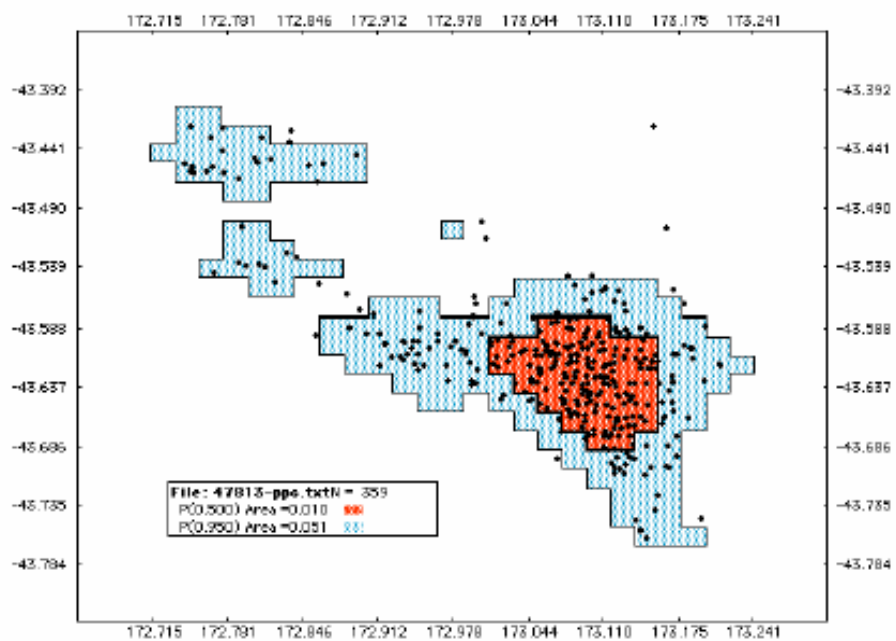 172.715 172.781 172.846 172.912 172.978 173.044 173.110 173.175 173.241
-43.392 -43.392
-43.441 -43.441
-43.490 -43.490
-43.539 -43.539
-43.588 -43.588
-43.637 -43.637
-43.686 -43.686
File: 47813-pps.txtN = 359
P(0.500) Area =0.010
-43.735 -43.735
P(0.950) Area =0.051
-43.784 -43.784
172.715 172.781 172.846 172.912 172.978 173.044 173.110 173.175 173.241